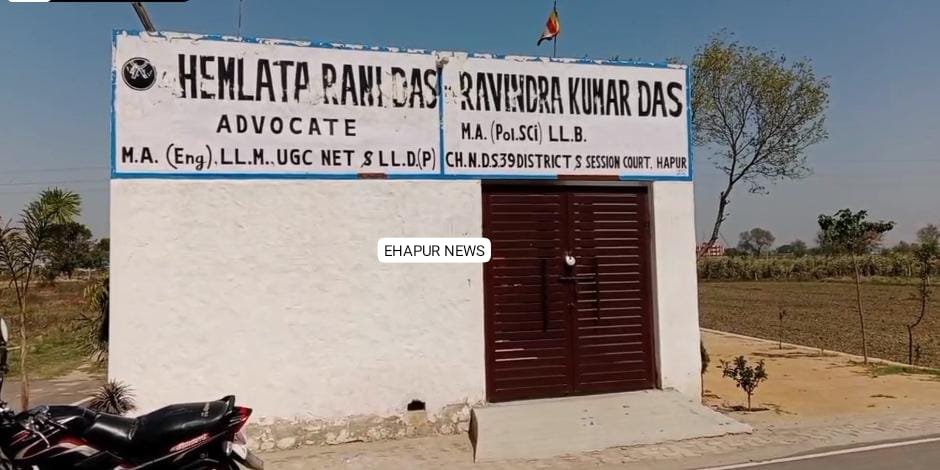 HEMLATA RANI DAS
ADVOCATE
M.A. (Eng), LL.M., UGC NET & LL.D.(P)
RAVINDRA KUMAR DAS
M.A. (Pol.SCi) LL.B.
CH.N.D.S39 DISTRICT & SESSION COURT, HAPUR
EHAPUR NEWS